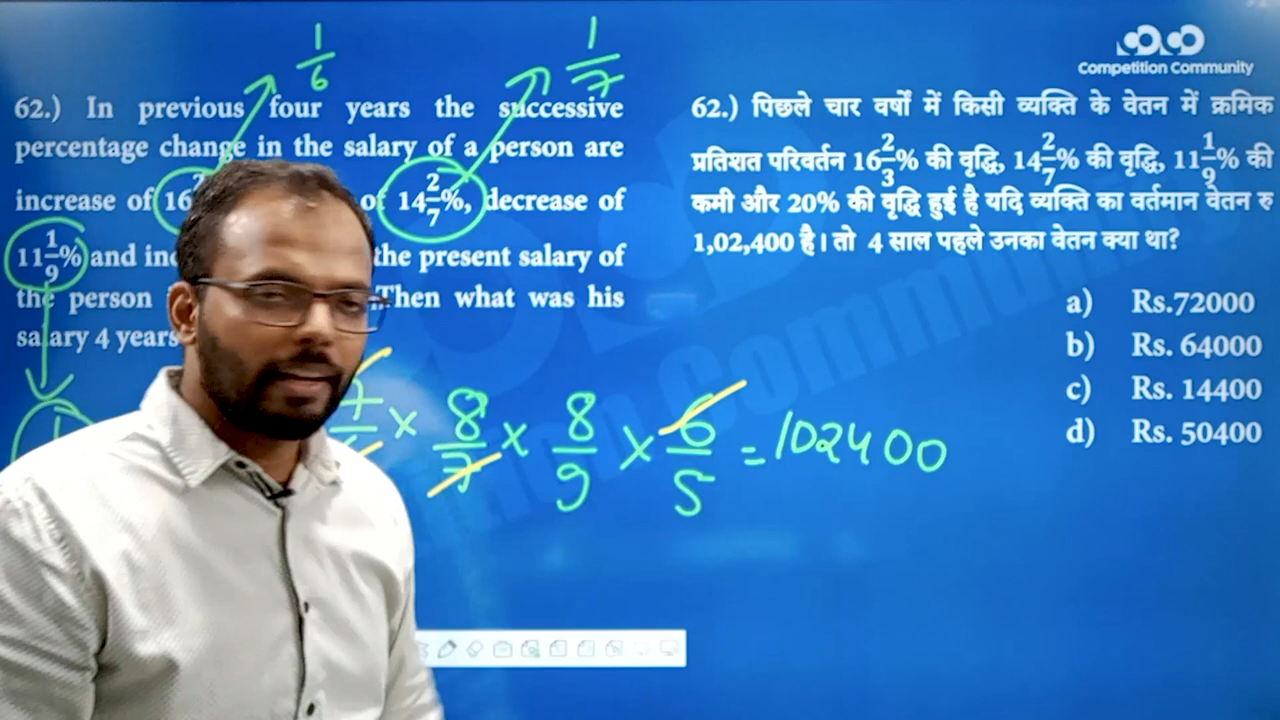 Competition Community
62.) In previous four years the successive
percentage change in the salary of a person are
increase of 16 of 14 2/7%, decrease of
11 1/9% and the present salary of
the person Then what was his
salary 4 years
62.) पिछले चार वर्षों में किसी व्यक्ति के वेतन में क्रमिक
प्रतिशत परिवर्तन 16 2/3% की वृद्धि, 14 2/7% की वृद्धि, 11 1/9% की
कमी और 20% की वृद्धि हुई है यदि व्यक्ति का वर्तमान वेतन रु
1,02,400 है। तो 4 साल पहले उनका वेतन क्या था?
a) Rs.72000
b) Rs. 64000
c) Rs. 14400
d) Rs. 50400
1/6
1/7
× 8/7 × 8/9 × 6/5 = 102400